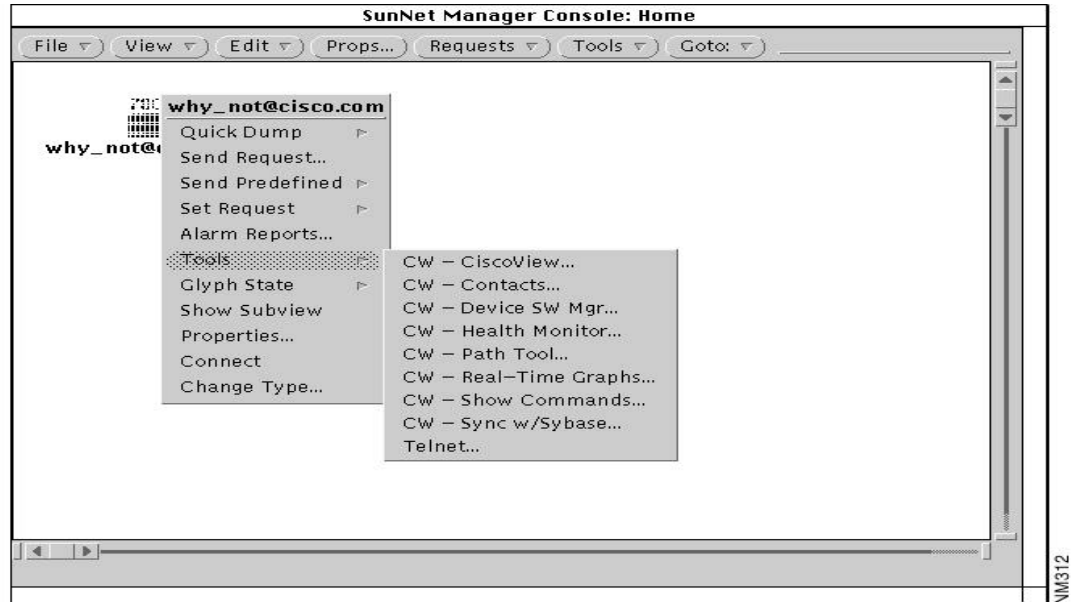 SunNet Manager Console: Home
File View Edit Props... Requests Tools Goto:
why_not@cisco.com
why_not@
Quick Dump
Send Request...
Send Predefined
Set Request
Alarm Reports...
Tools
Glyph State
Show Subview
Properties...
Connect
Change Type...
CW – CiscoView...
CW – Contacts...
CW – Device SW Mgr...
CW – Health Monitor...
CW – Path Tool...
CW – Real–Time Graphs...
CW – Show Commands...
CW – Sync w/Sybase...
Telnet...
NM312